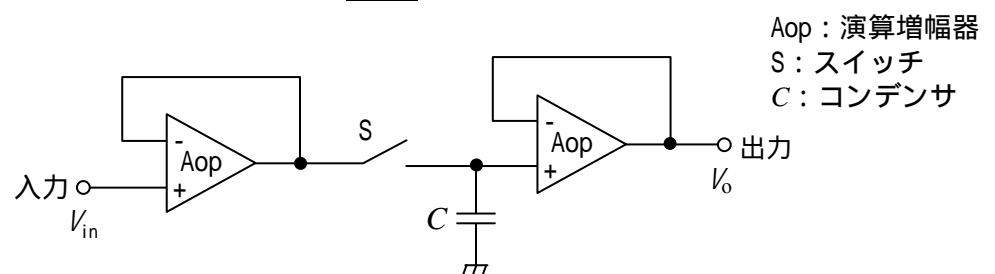 Aop：演算増幅器
S：スイッチ
C：コンデンサ
S
-
Aop
+
入力
Vin
C
-
Aop
+
出力
Vo